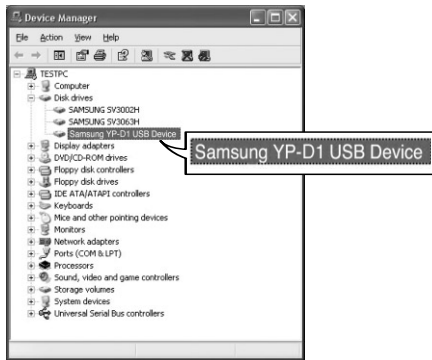 Device Manager
File Action View Help
TESTPC
Computer
Disk drives
SAMSUNG SV3002H
SAMSUNG SV3063H
Samsung YP-D1 USB Device
Samsung YP-D1 USB Device
Display adapters
DVD/CD-ROM drives
Floppy disk controllers
Floppy disk drives
IDE ATA/ATAPI controllers
Keyboards
Mice and other pointing devices
Monitors
Network adapters
Ports (COM & LPT)
Processors
Sound, video and game controllers
Storage volumes
System devices
Universal Serial Bus controllers